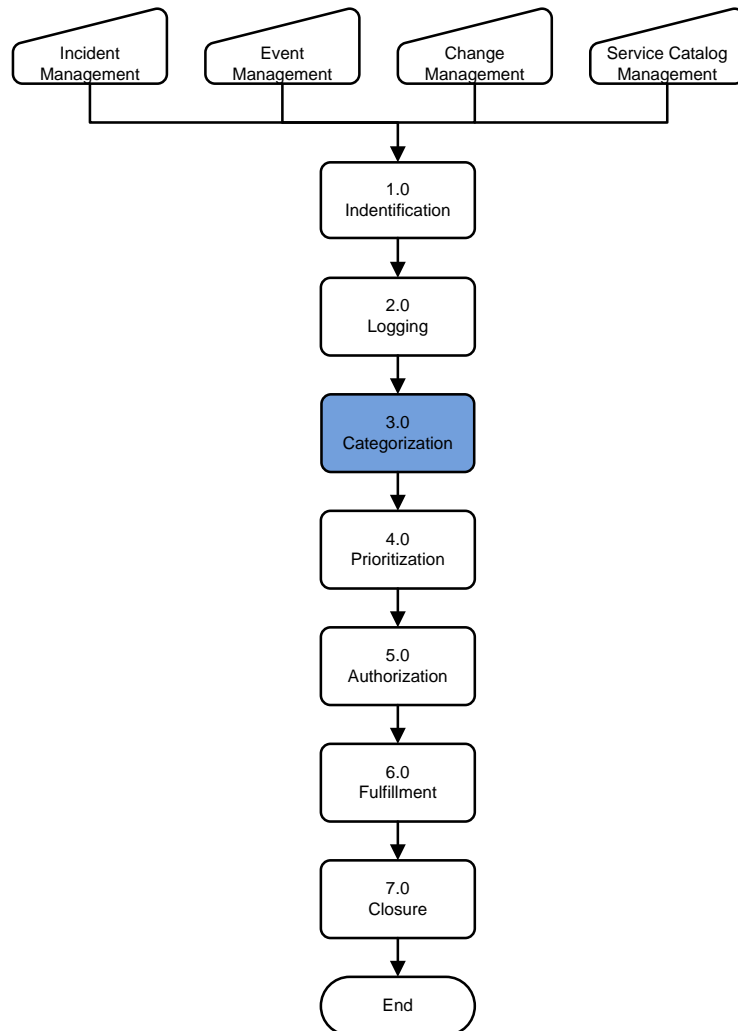 Incident
Management
Event
Management
Change
Management
Service Catalog
Management
1.0
Indentification
2.0
Logging
3.0
Categorization
4.0
Prioritization
5.0
Authorization
6.0
Fulfillment
7.0
Closure
End